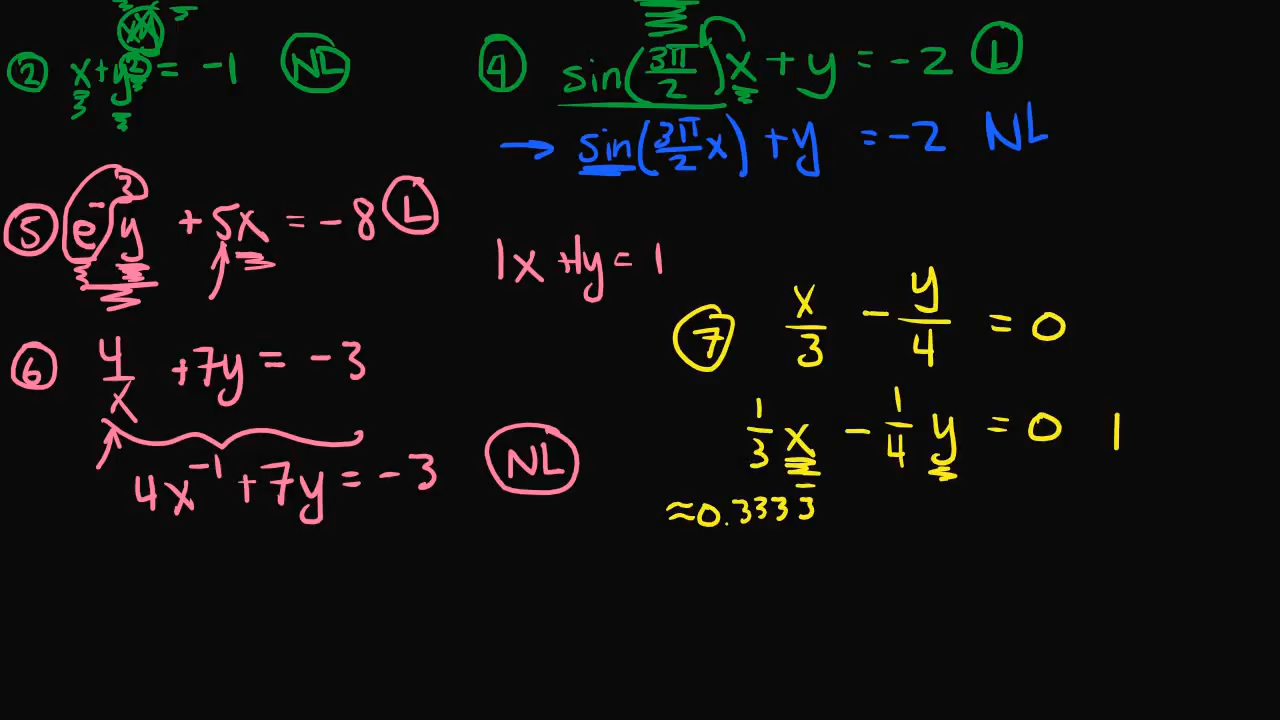 ② x+y² = -1 NL
④ sin(3π/2)x+y = -2 L
→ sin(3π/2 x) +y = -2 NL
⑤ e⁻³y +5x = -8 L
1x +1y = 1
⑥ 4/x +7y = -3
4x⁻¹ +7y = -3 NL
⑦ x/3 - y/4 = 0
1/3 x - 1/4 y = 0 1
≈0.3333